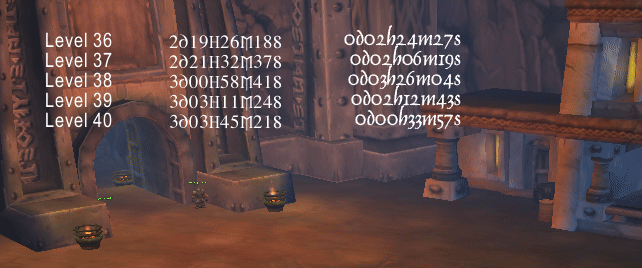 Level 36 2d19H26M18s 0d02h24m27s
Level 37 2d21H32M37s 0d02h06m19s
Level 38 3d00H58M41s 0d03h26m04s
Level 39 3d03H11M24s 0d02h12m43s
Level 40 3d03H45M21s 0d00h33m57s